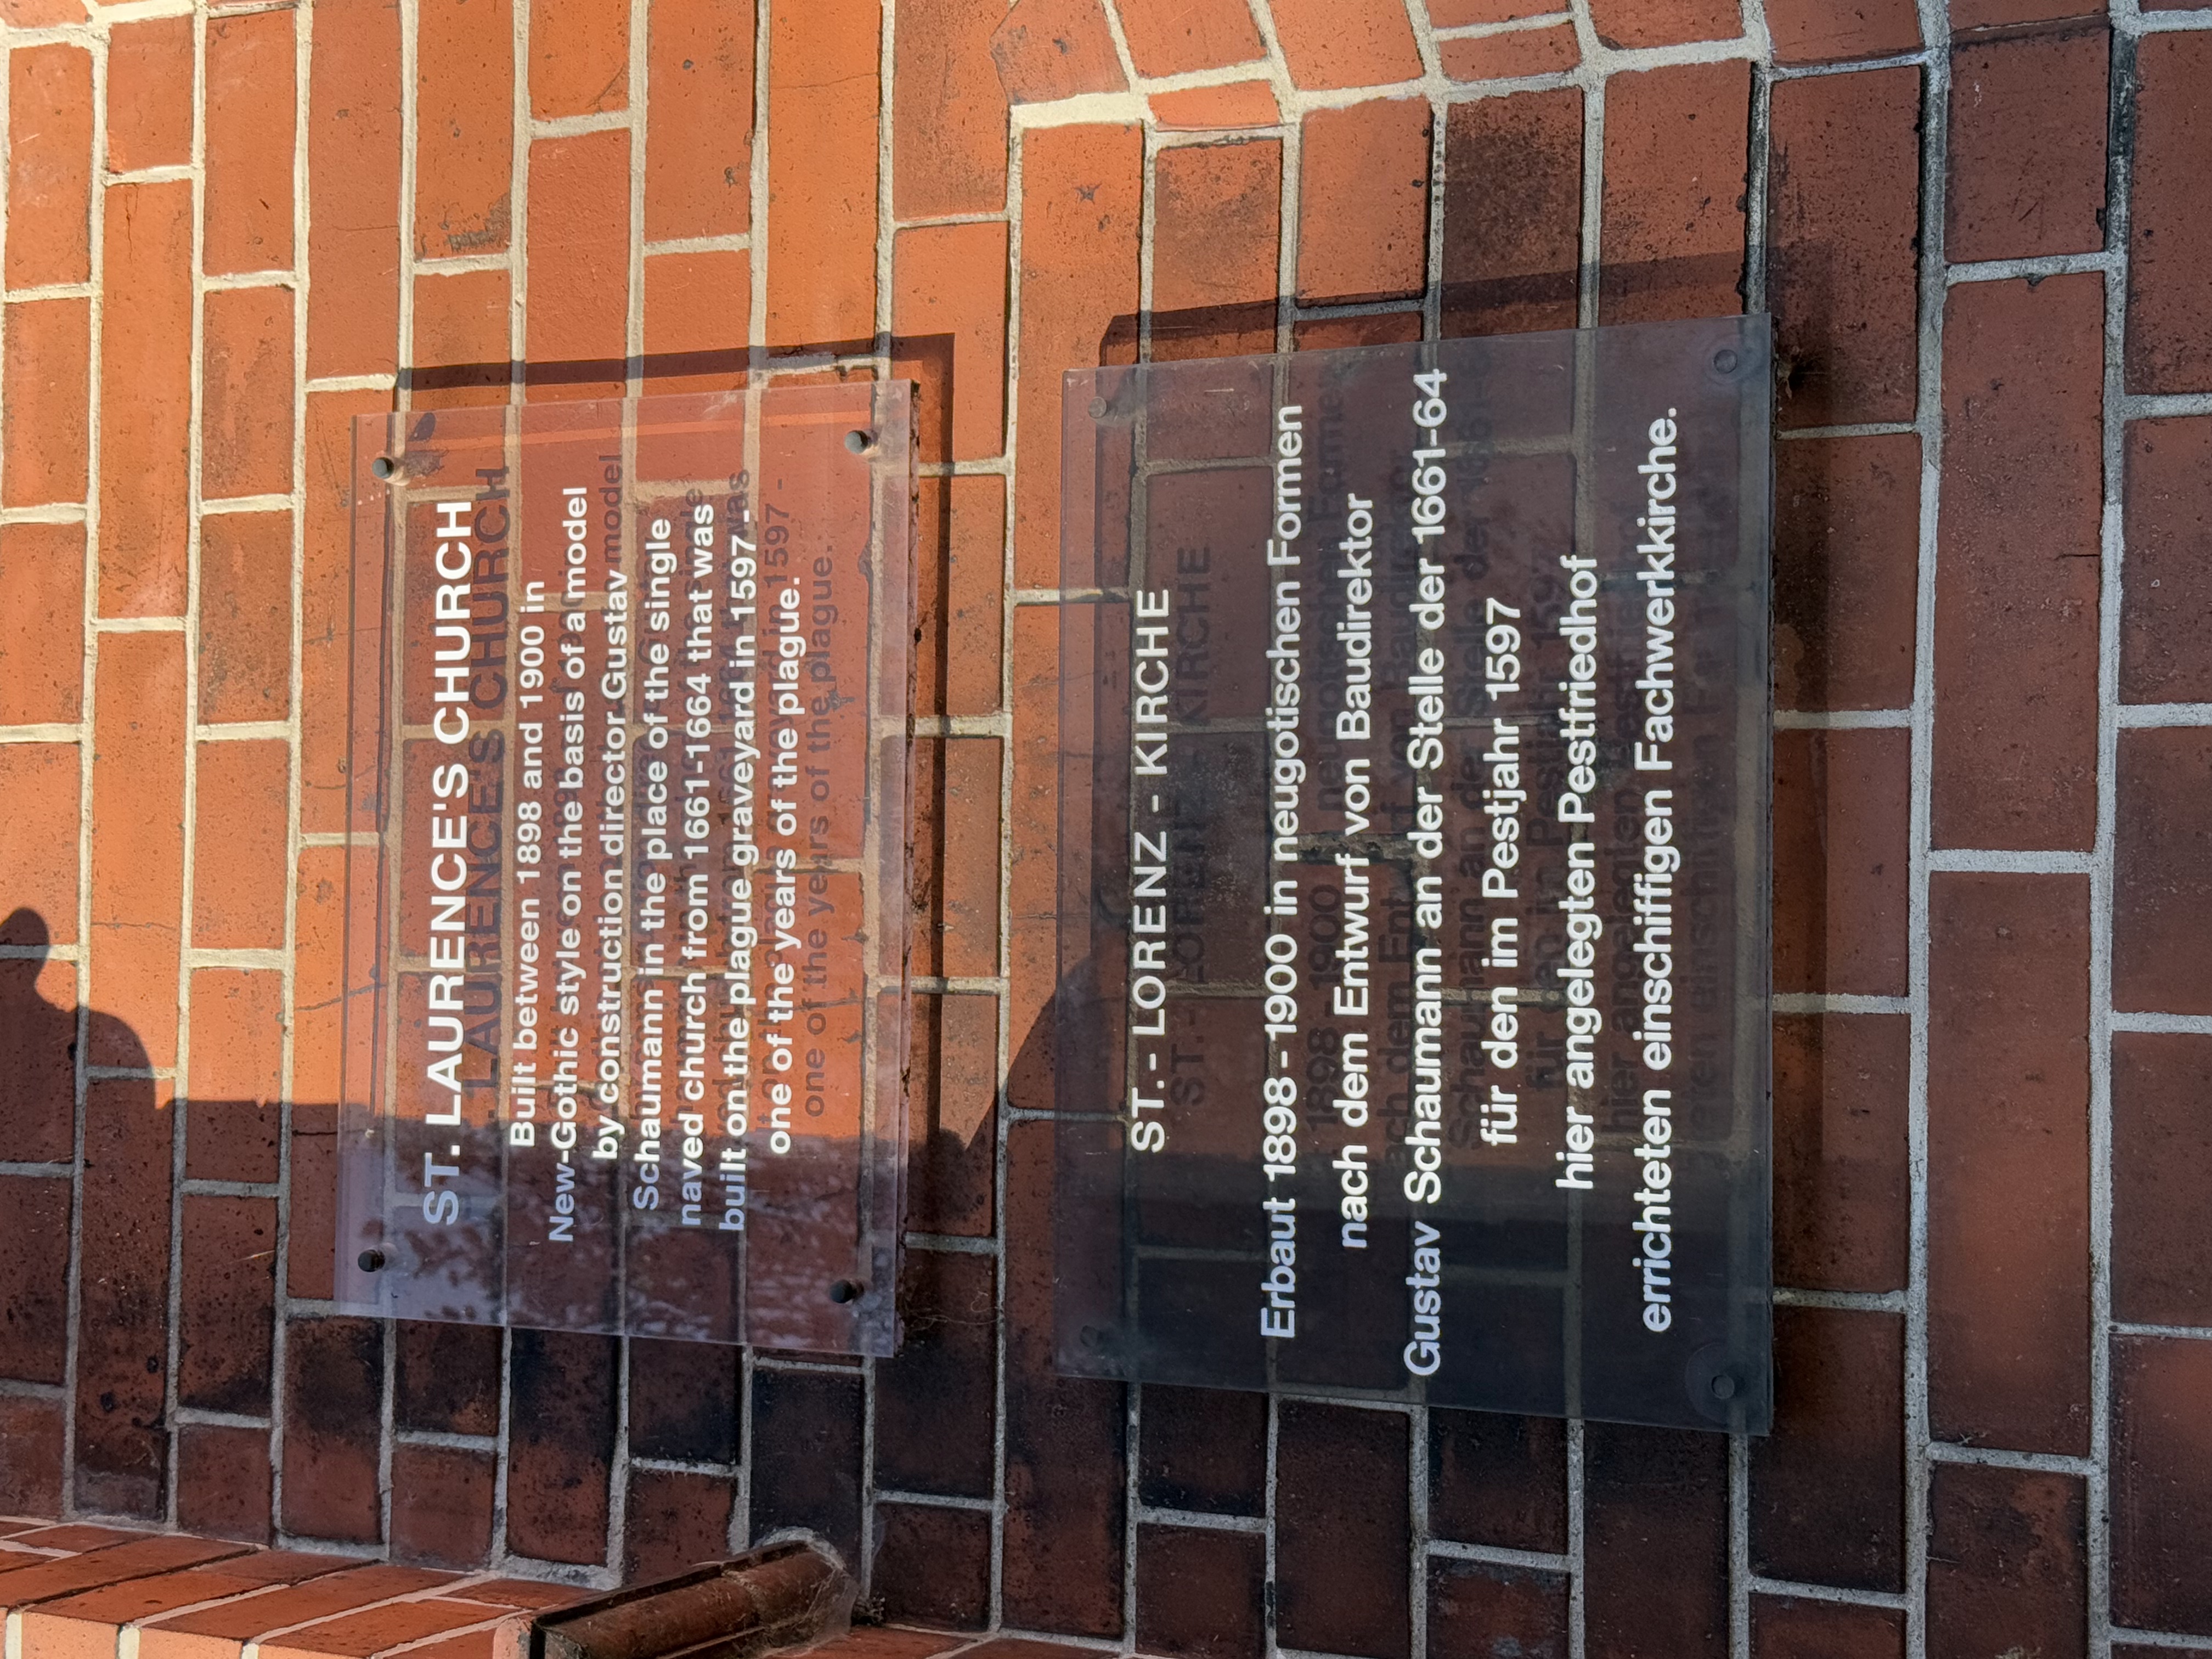 ST. LAURENCE'S CHURCH
Built between 1898 and 1900 in
New-Gothic style on the basis of a model
by construction director Gustav
Schaumann in the place of the single
naved church from 1661-1664 that was
built on the plague graveyard in 1597 -
one of the years of the plague.
ST. - LORENZ - KIRCHE
Erbaut 1898 - 1900 in neugotischen Formen
nach dem Entwurf von Baudirektor
Gustav Schaumann an der Stelle der 1661-64
für den im Pestjahr 1597
hier angelegten Pestfriedhof
errichteten einschiffigen Fachwerkkirche.